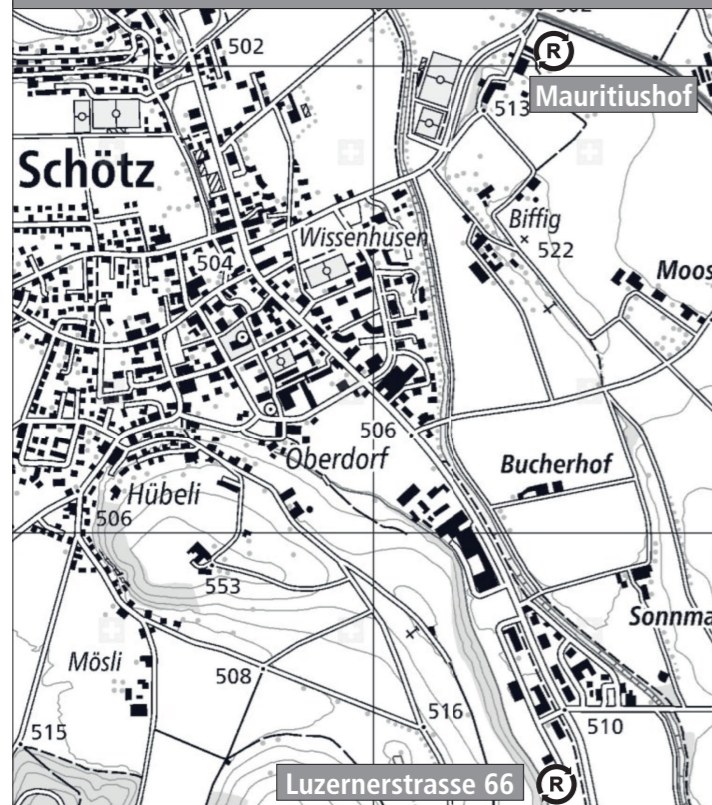 502
R
Mauritiushof
513
Schötz
Biffig
Wissenhusen
522
504
Moos
506
Oberdorf
Bucherhof
Hübeli
506
553
Sonnma
Mösli
508
516
510
515
Luzernerstrasse 66
R